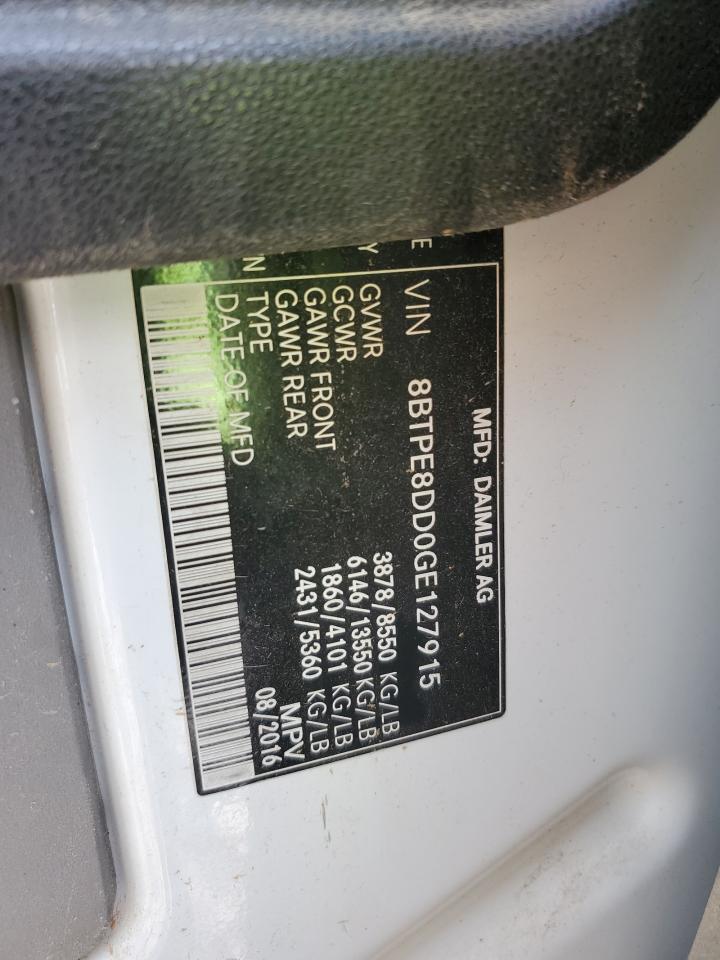 MFD: DAIMLER AG
VIN 8BTPE8DD0GE127915
GVWR 3878/8550 KG/LB
GCWR 6146/13550 KG/LB
GAWR FRONT 1860/4101 KG/LB
GAWR REAR 2431/5360 KG/LB
TYPE MPV
DATE OF MFD 08/2016